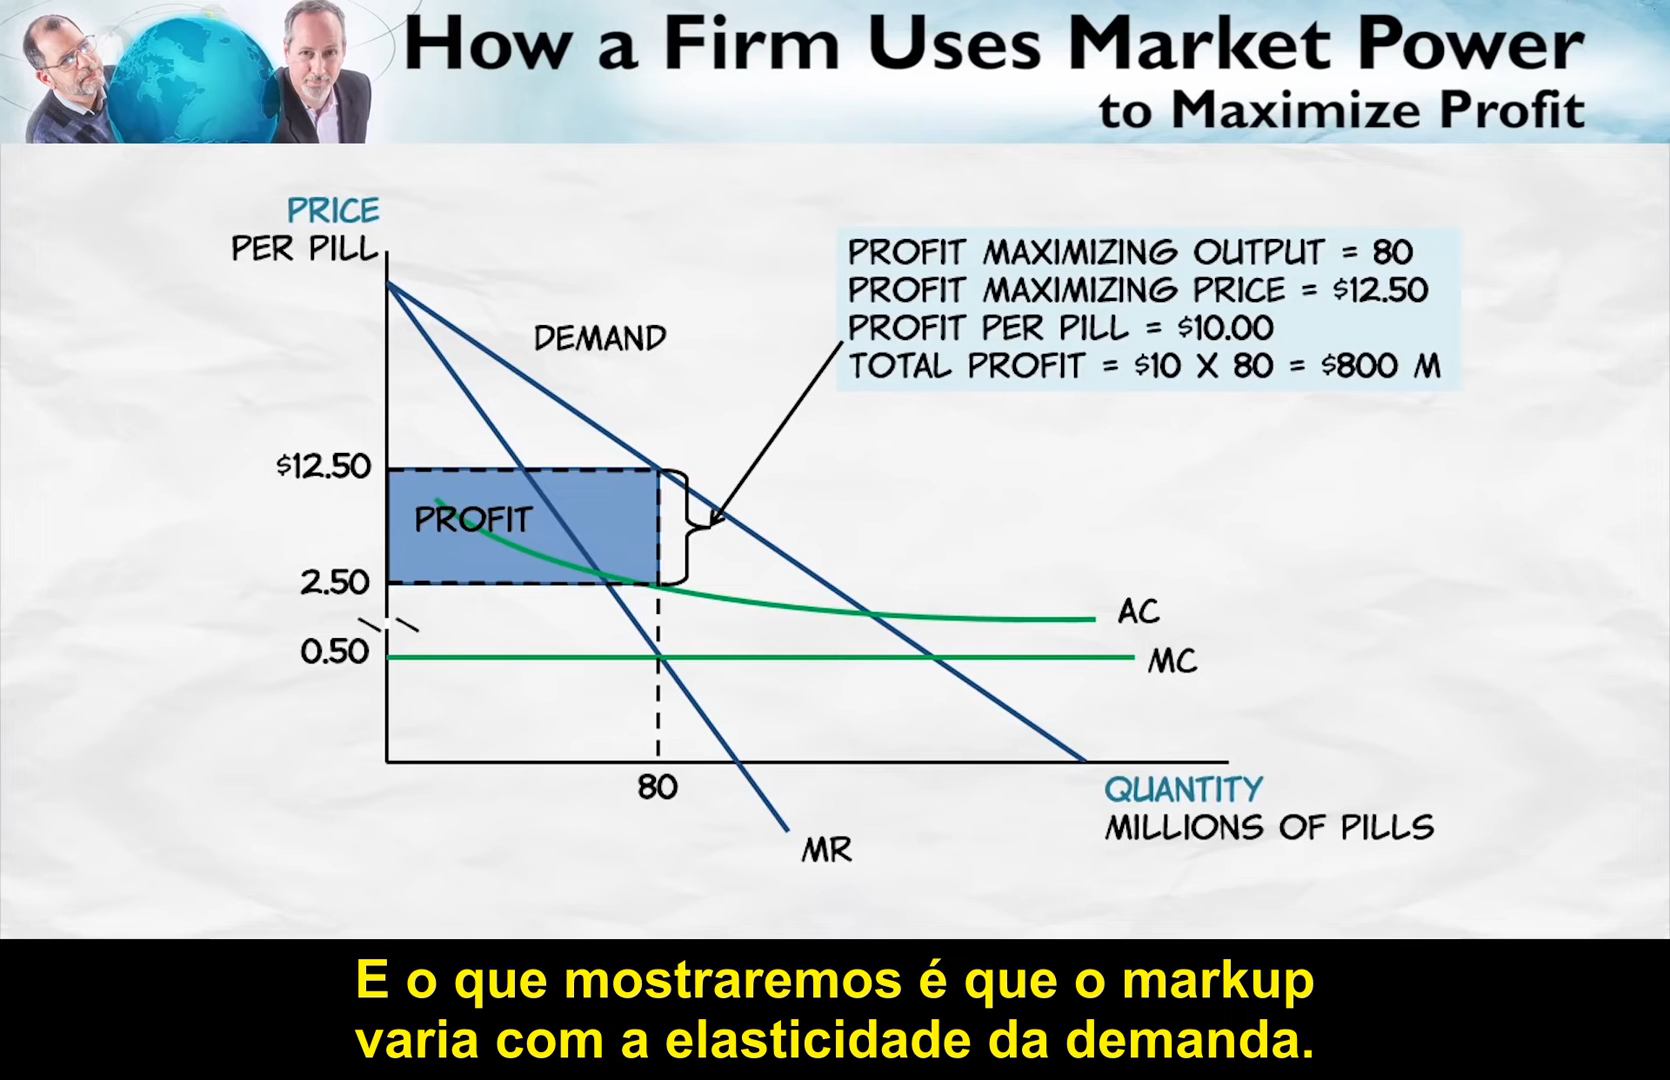 How a Firm Uses Market Power
to Maximize Profit
PRICE
PER PILL
DEMAND
PROFIT MAXIMIZING OUTPUT = 80
PROFIT MAXIMIZING PRICE = $12.50
PROFIT PER PILL = $10.00
TOTAL PROFIT = $10 X 80 = $800 M
$12.50
PROFIT
2.50
AC
0.50
MC
80
QUANTITY
MILLIONS OF PILLS
MR
E o que mostraremos é que o markup
varia com a elasticidade da demanda.